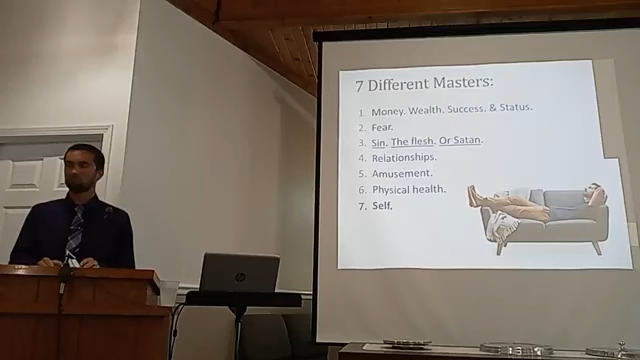 7 Different Masters:
1. Money. Wealth. Success. & Status.
2. Fear.
3. Sin. The flesh. Or Satan.
4. Relationships.
5. Amusement.
6. Physical health.
7. Self.
hp